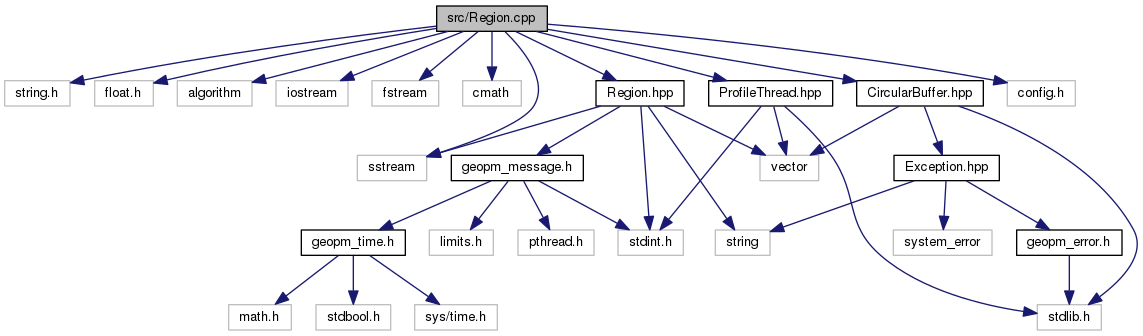 src/Region.cpp
string.h
float.h
algorithm
iostream
fstream
cmath
Region.hpp
ProfileThread.hpp
CircularBuffer.hpp
config.h
sstream
geopm_message.h
vector
Exception.hpp
geopm_time.h
limits.h
pthread.h
stdint.h
string
system_error
geopm_error.h
math.h
stdbool.h
sys/time.h
stdlib.h